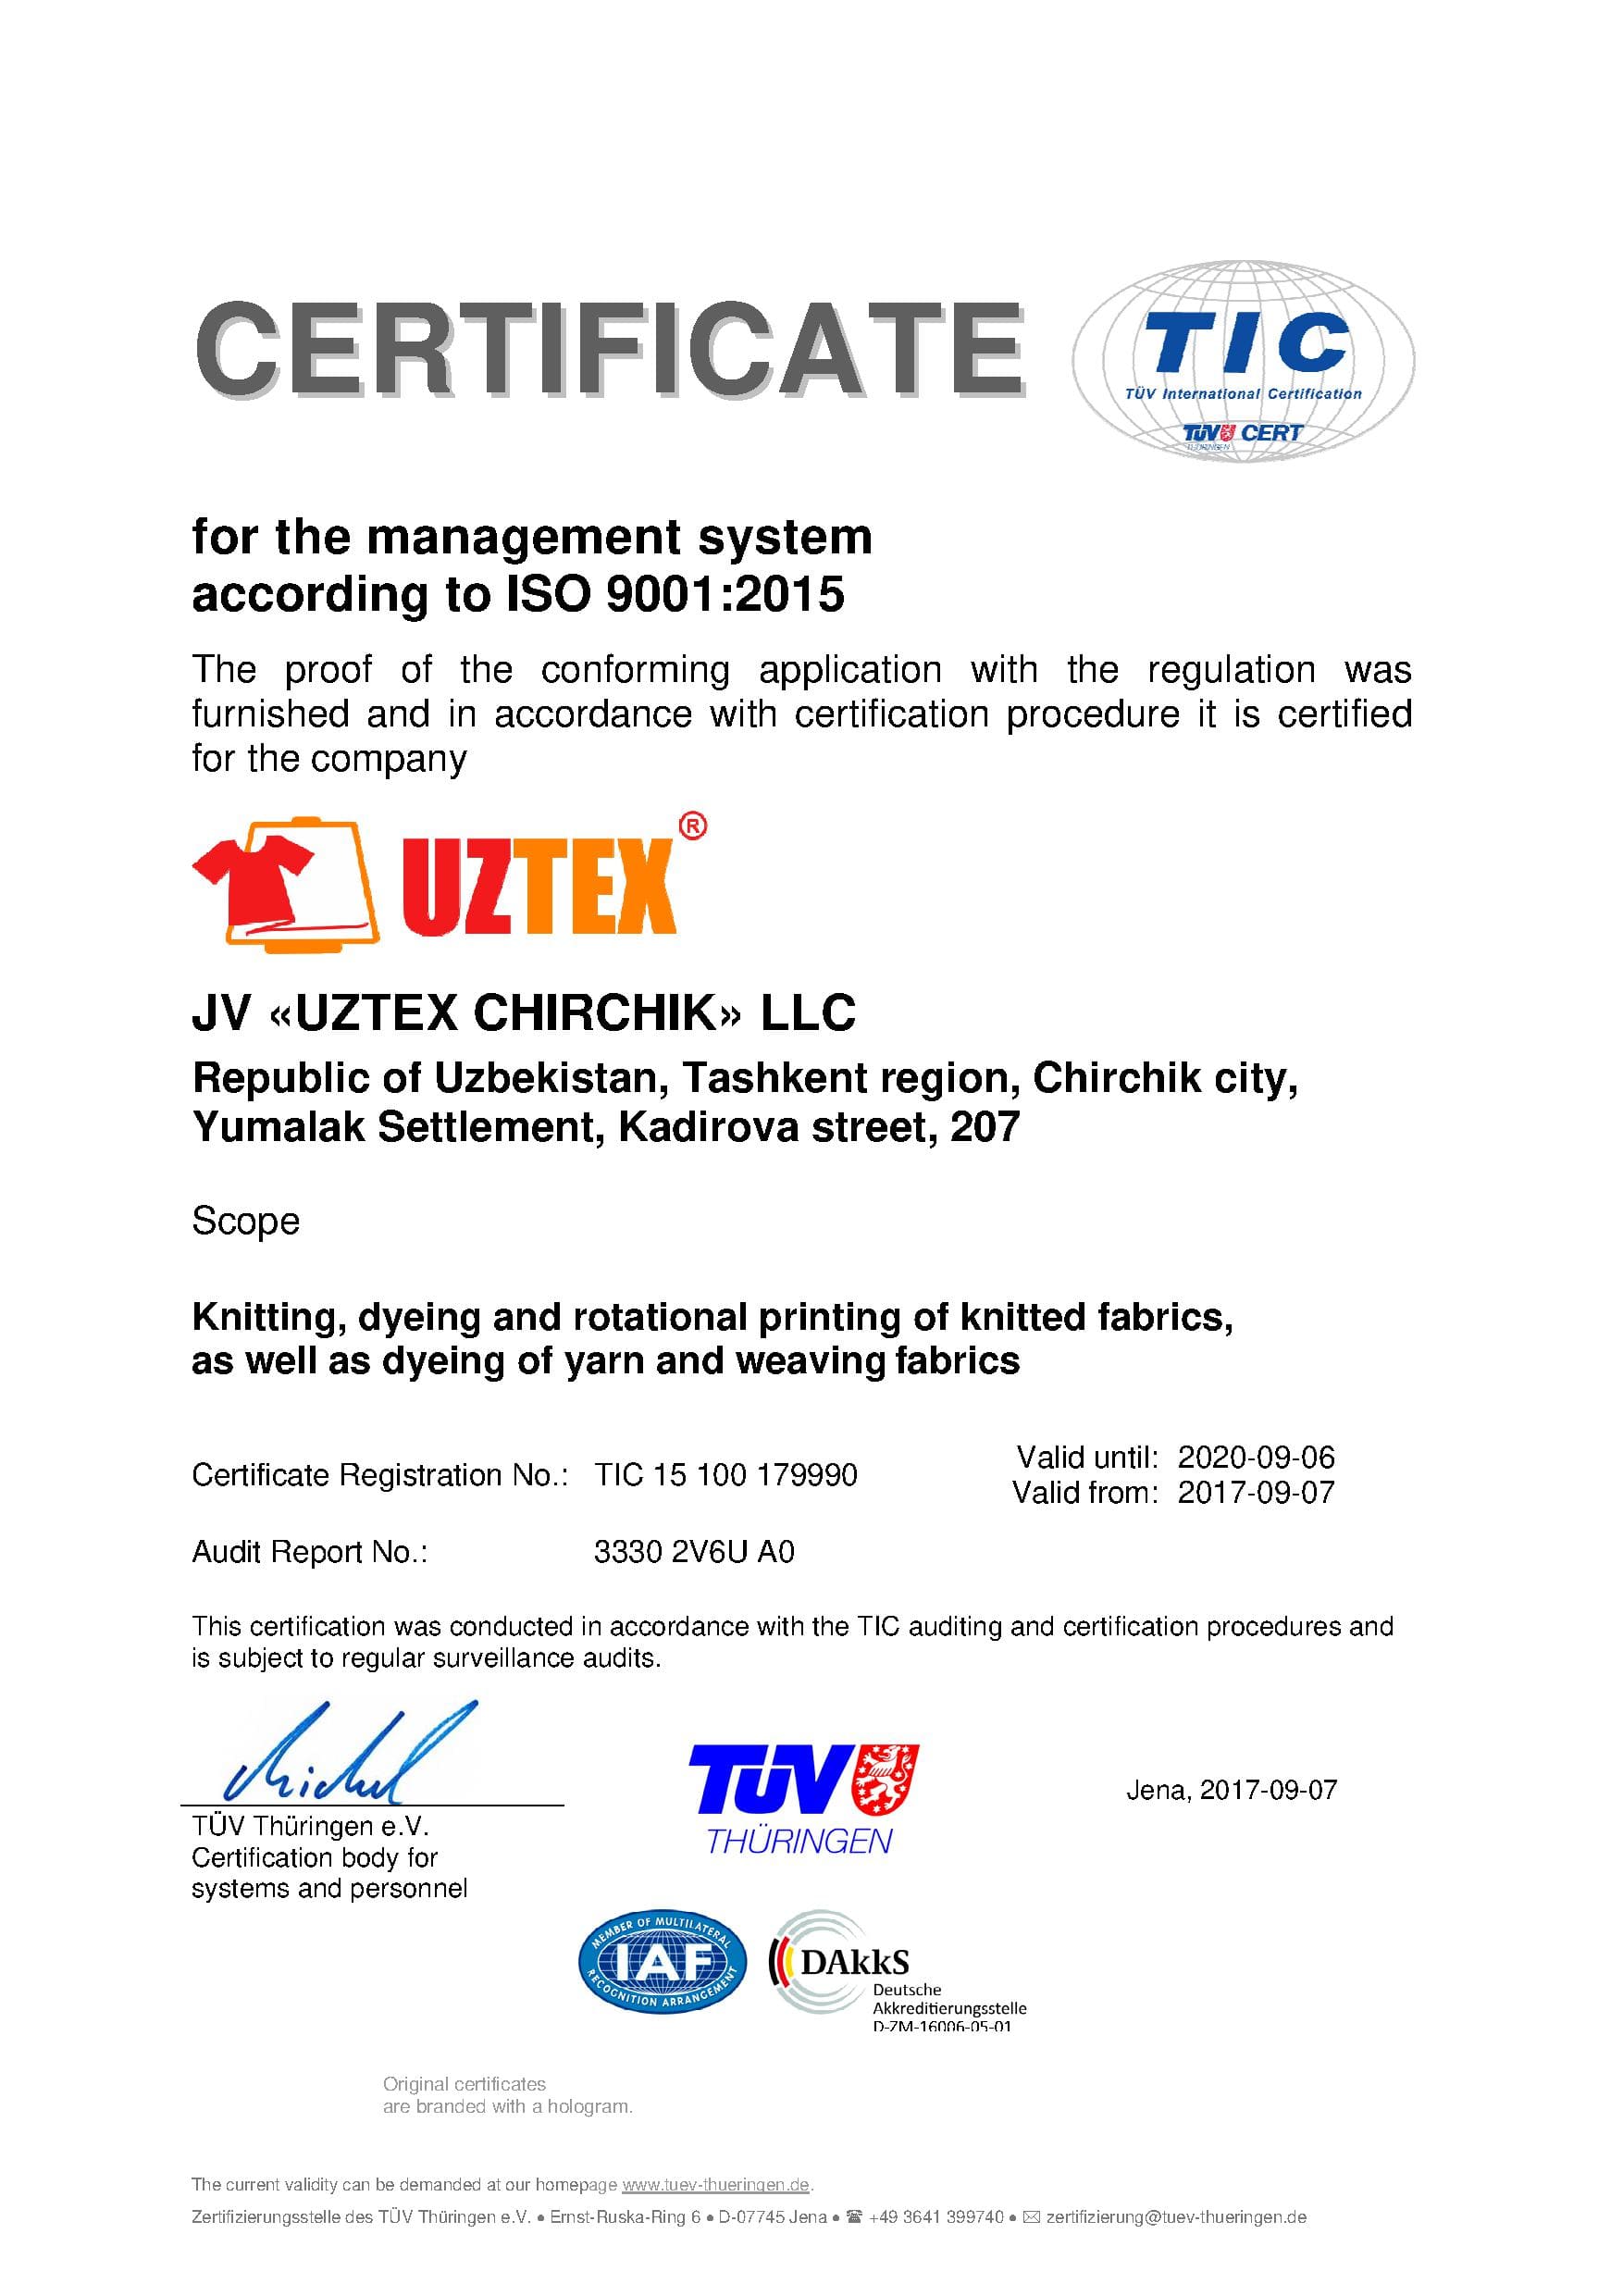 CERTIFICATE
TIC
TÜV International Certification
TÜV CERT
THÜRINGEN
for the management system
according to ISO 9001:2015
The proof of the conforming application with the regulation was
furnished and in accordance with certification procedure it is certified
for the company
UZTEX®
JV «UZTEX CHIRCHIK» LLC
Republic of Uzbekistan, Tashkent region, Chirchik city,
Yumalak Settlement, Kadirova street, 207
Scope
Knitting, dyeing and rotational printing of knitted fabrics,
as well as dyeing of yarn and weaving fabrics
Certificate Registration No.: TIC 15 100 179990
Valid until: 2020-09-06
Valid from: 2017-09-07
Audit Report No.: 3330 2V6U A0
This certification was conducted in accordance with the TIC auditing and certification procedures and
is subject to regular surveillance audits.
TÜV Thüringen e.V.
Certification body for
systems and personnel
TÜV
THÜRINGEN
Jena, 2017-09-07
MEMBER OF MULTILATERAL
IAF
RECOGNITION ARRANGEMENT
DAkkS
Deutsche
Akkreditierungsstelle
D-ZM-16006-05-01
Original certificates
are branded with a hologram.
The current validity can be demanded at our homepage www.tuev-thueringen.de.
Zertifizierungsstelle des TÜV Thüringen e.V. • Ernst-Ruska-Ring 6 • D-07745 Jena • ☎ +49 3641 399740 • ✉ zertifizierung@tuev-thueringen.de